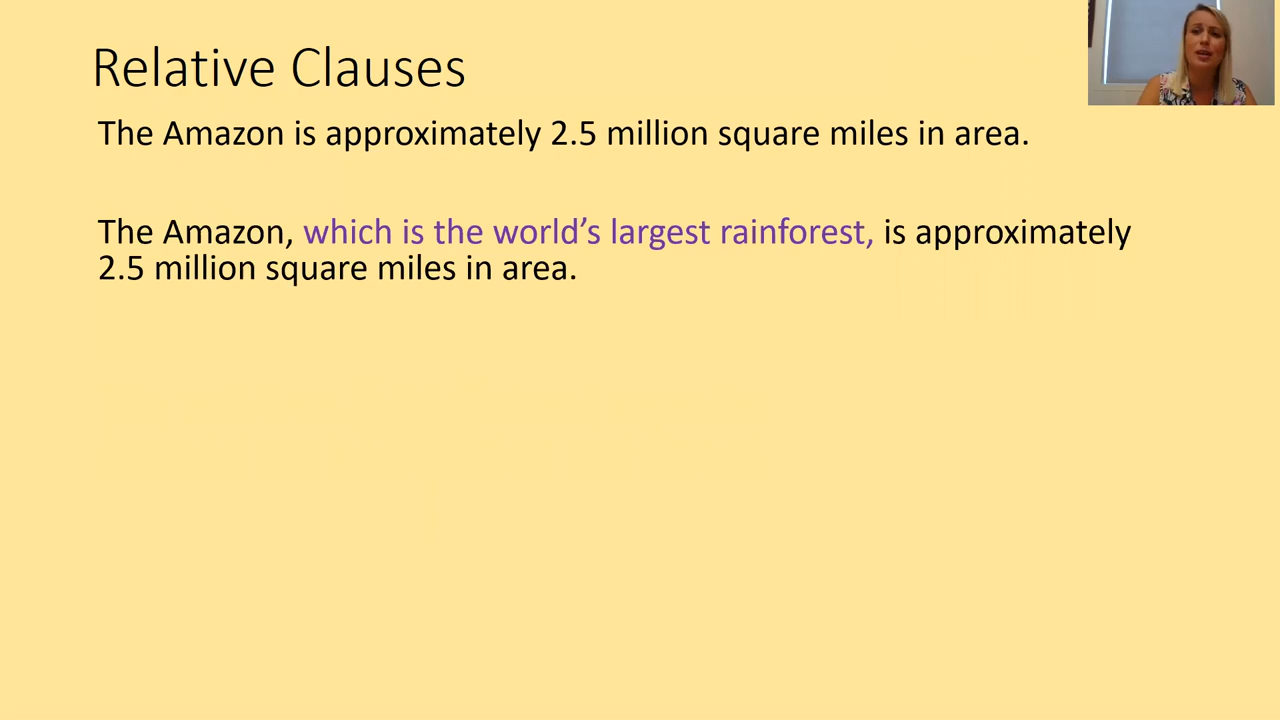 Relative Clauses
The Amazon is approximately 2.5 million square miles in area.
The Amazon, which is the world’s largest rainforest, is approximately
2.5 million square miles in area.